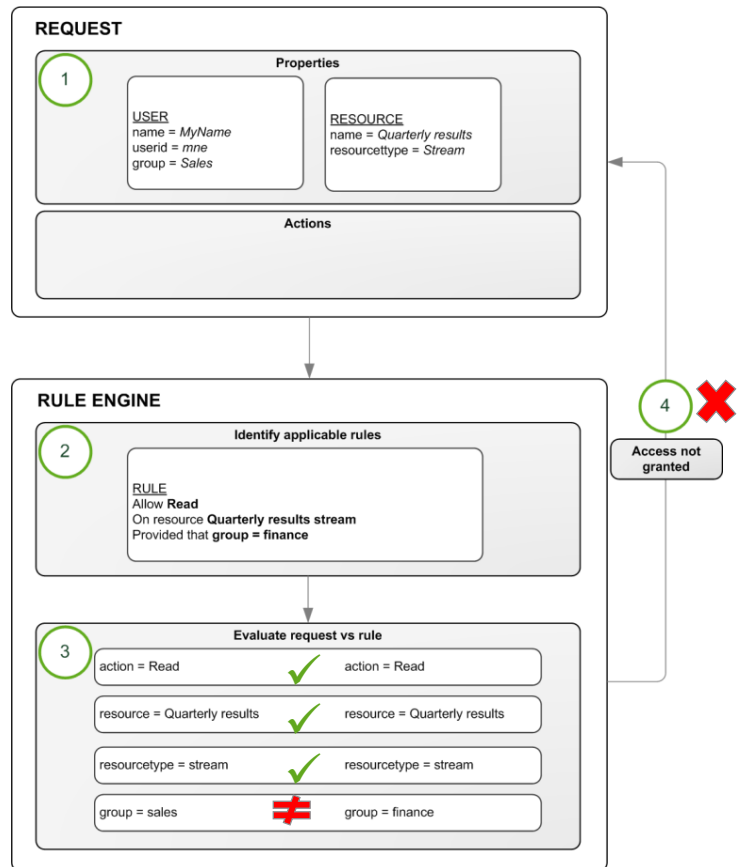 REQUEST
Properties
1
USER
name = MyName
userid = mne
group = Sales
RESOURCE
name = Quarterly results
resourcettype = Stream
Actions
RULE ENGINE
2
Identify applicable rules
RULE
Allow Read
On resource Quarterly results stream
Provided that group = finance
3
Evaluate request vs rule
action = Read action = Read
resource = Quarterly results resource = Quarterly results
resourcetype = stream resourcetype = stream
group = sales ≠ group = finance
4
Access not
granted